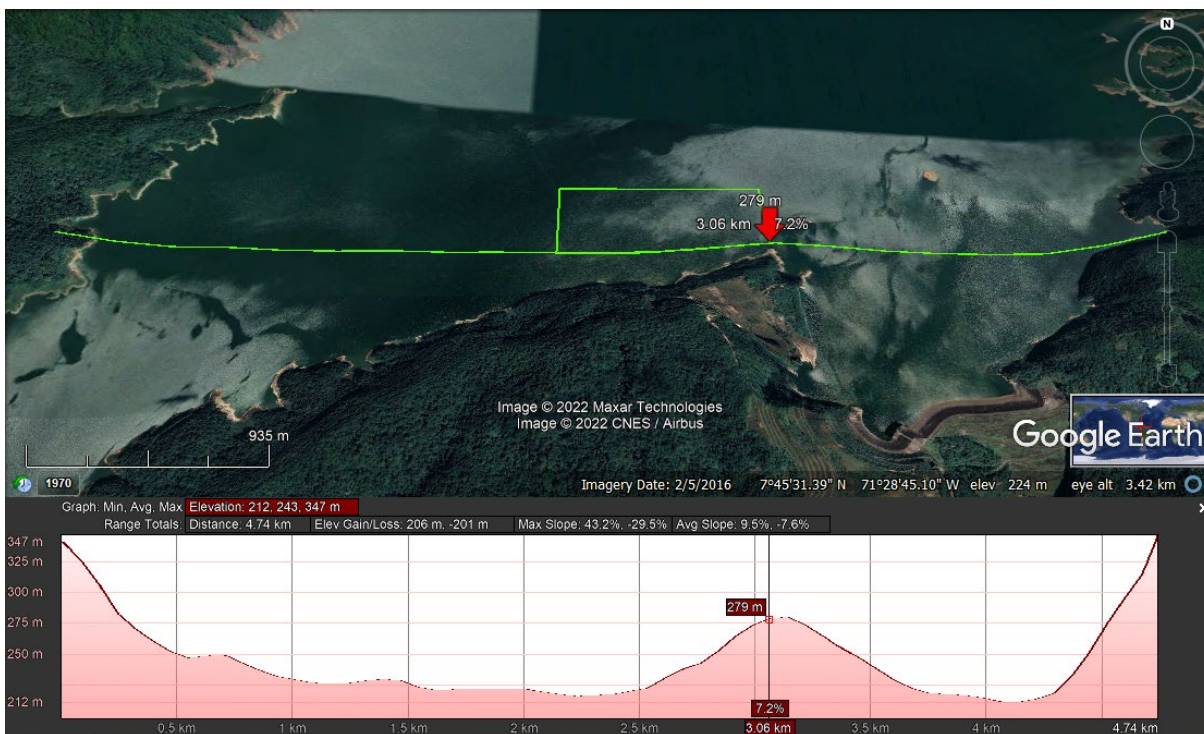 N
279 m
3.06 km 7.2%
Image © 2022 Maxar Technologies
Image © 2022 CNES / Airbus
935 m
Google Earth
1970
Imagery Date: 2/5/2016 7°45'31.39" N 71°28'45.10" W elev 224 m eye alt 3.42 km
Graph: Min, Avg, Max Elevation: 212, 243, 347 m
Range Totals: Distance: 4.74 km Elev Gain/Loss: 206 m, -201 m Max Slope: 43.2%, -29.5% Avg Slope: 9.5%, -7.6%
347 m
325 m
300 m
279 m
275 m
250 m
212 m
7.2%
0.5 km 1 km 1.5 km 2 km 2.5 km 3.06 km 3.5 km 4 km 4.74 km